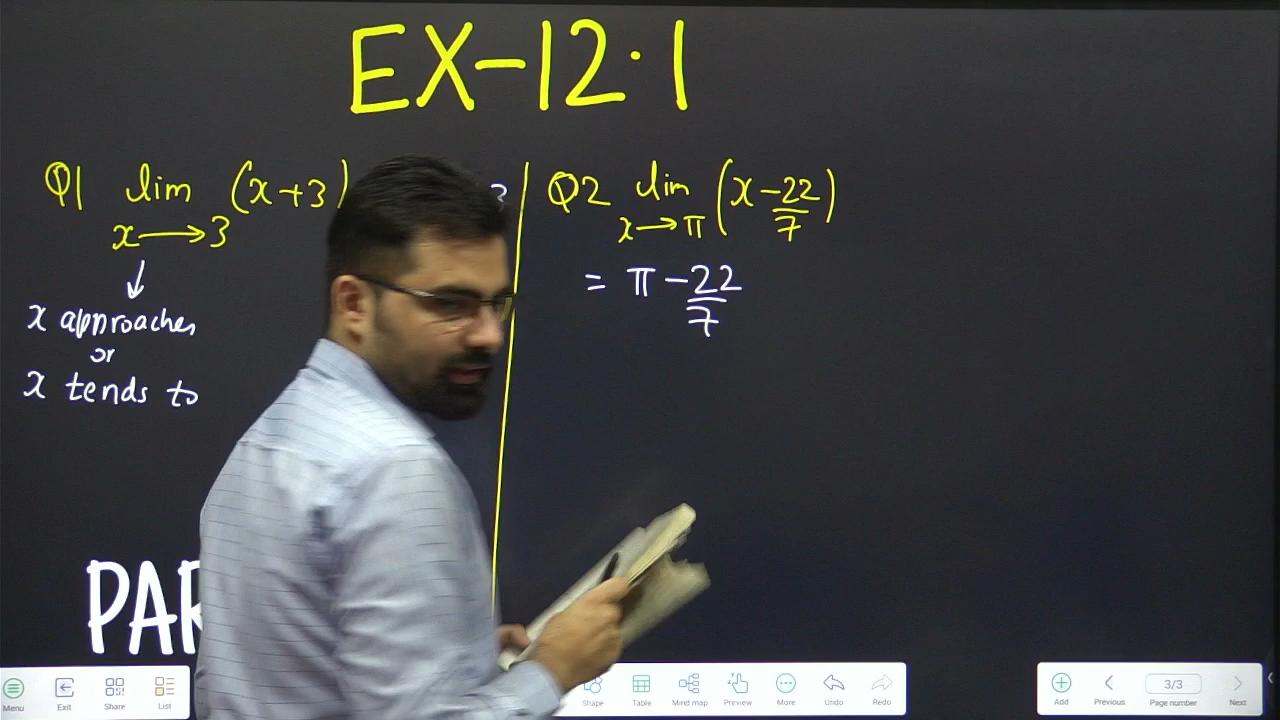 EX-12.1
Q1 lim (x+3)
x→3
↓
x approaches
or
x tends to
3
Q2 lim (x-22/7)
x→π
= π-22/7
PAR
Menu
Exit
Share
List
Shape
Table
Mind map
Preview
More
Undo
Redo
Add
Previous
3/3
Page number
Next